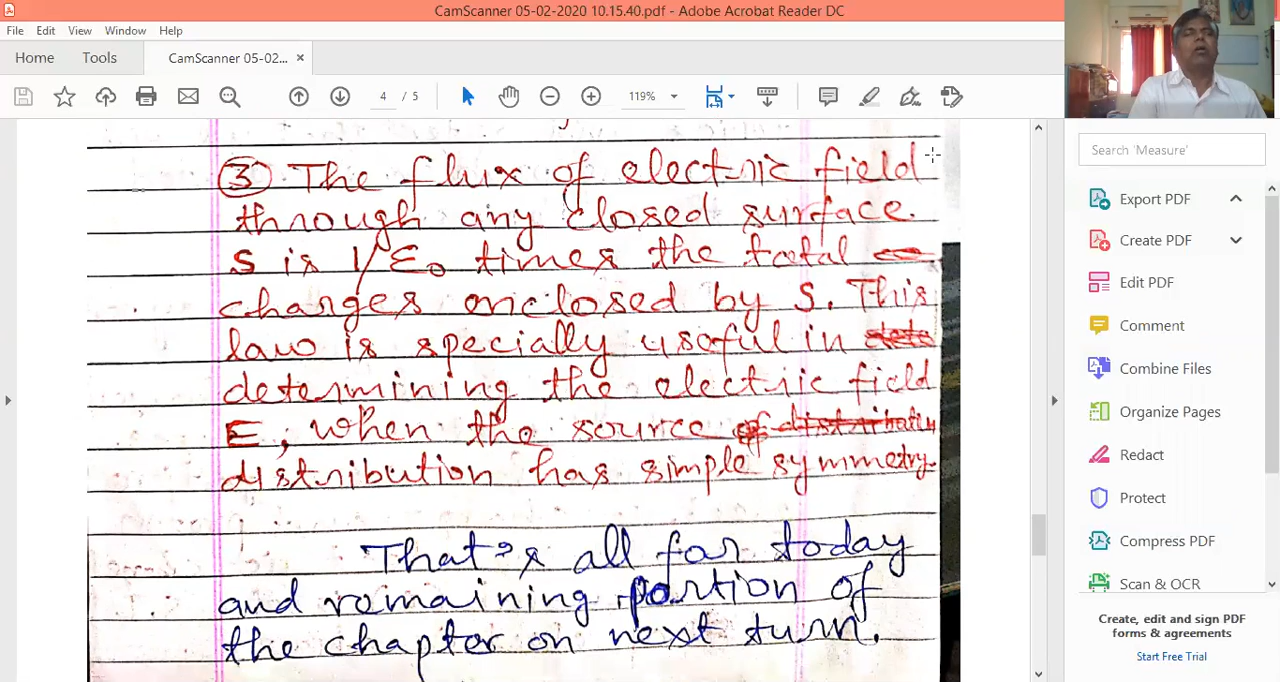 CamScanner 05-02-2020 10.15.40.pdf - Adobe Acrobat Reader DC
File Edit View Window Help
Home Tools CamScanner 05-02... ×
4 / 5 119%
③ The flux of electric field
through any closed surface.
S is 1/ε₀ times the total
charges enclosed by S. This
law is specially useful in
determining the electric field
E, when the source
distribution has simple symmetry.
That's all for today
and remaining portion of
the chapter on next turn.
Search 'Measure'
Export PDF
Create PDF
Edit PDF
Comment
Combine Files
Organize Pages
Redact
Protect
Compress PDF
Scan & OCR
Create, edit and sign PDF
forms & agreements
Start Free Trial